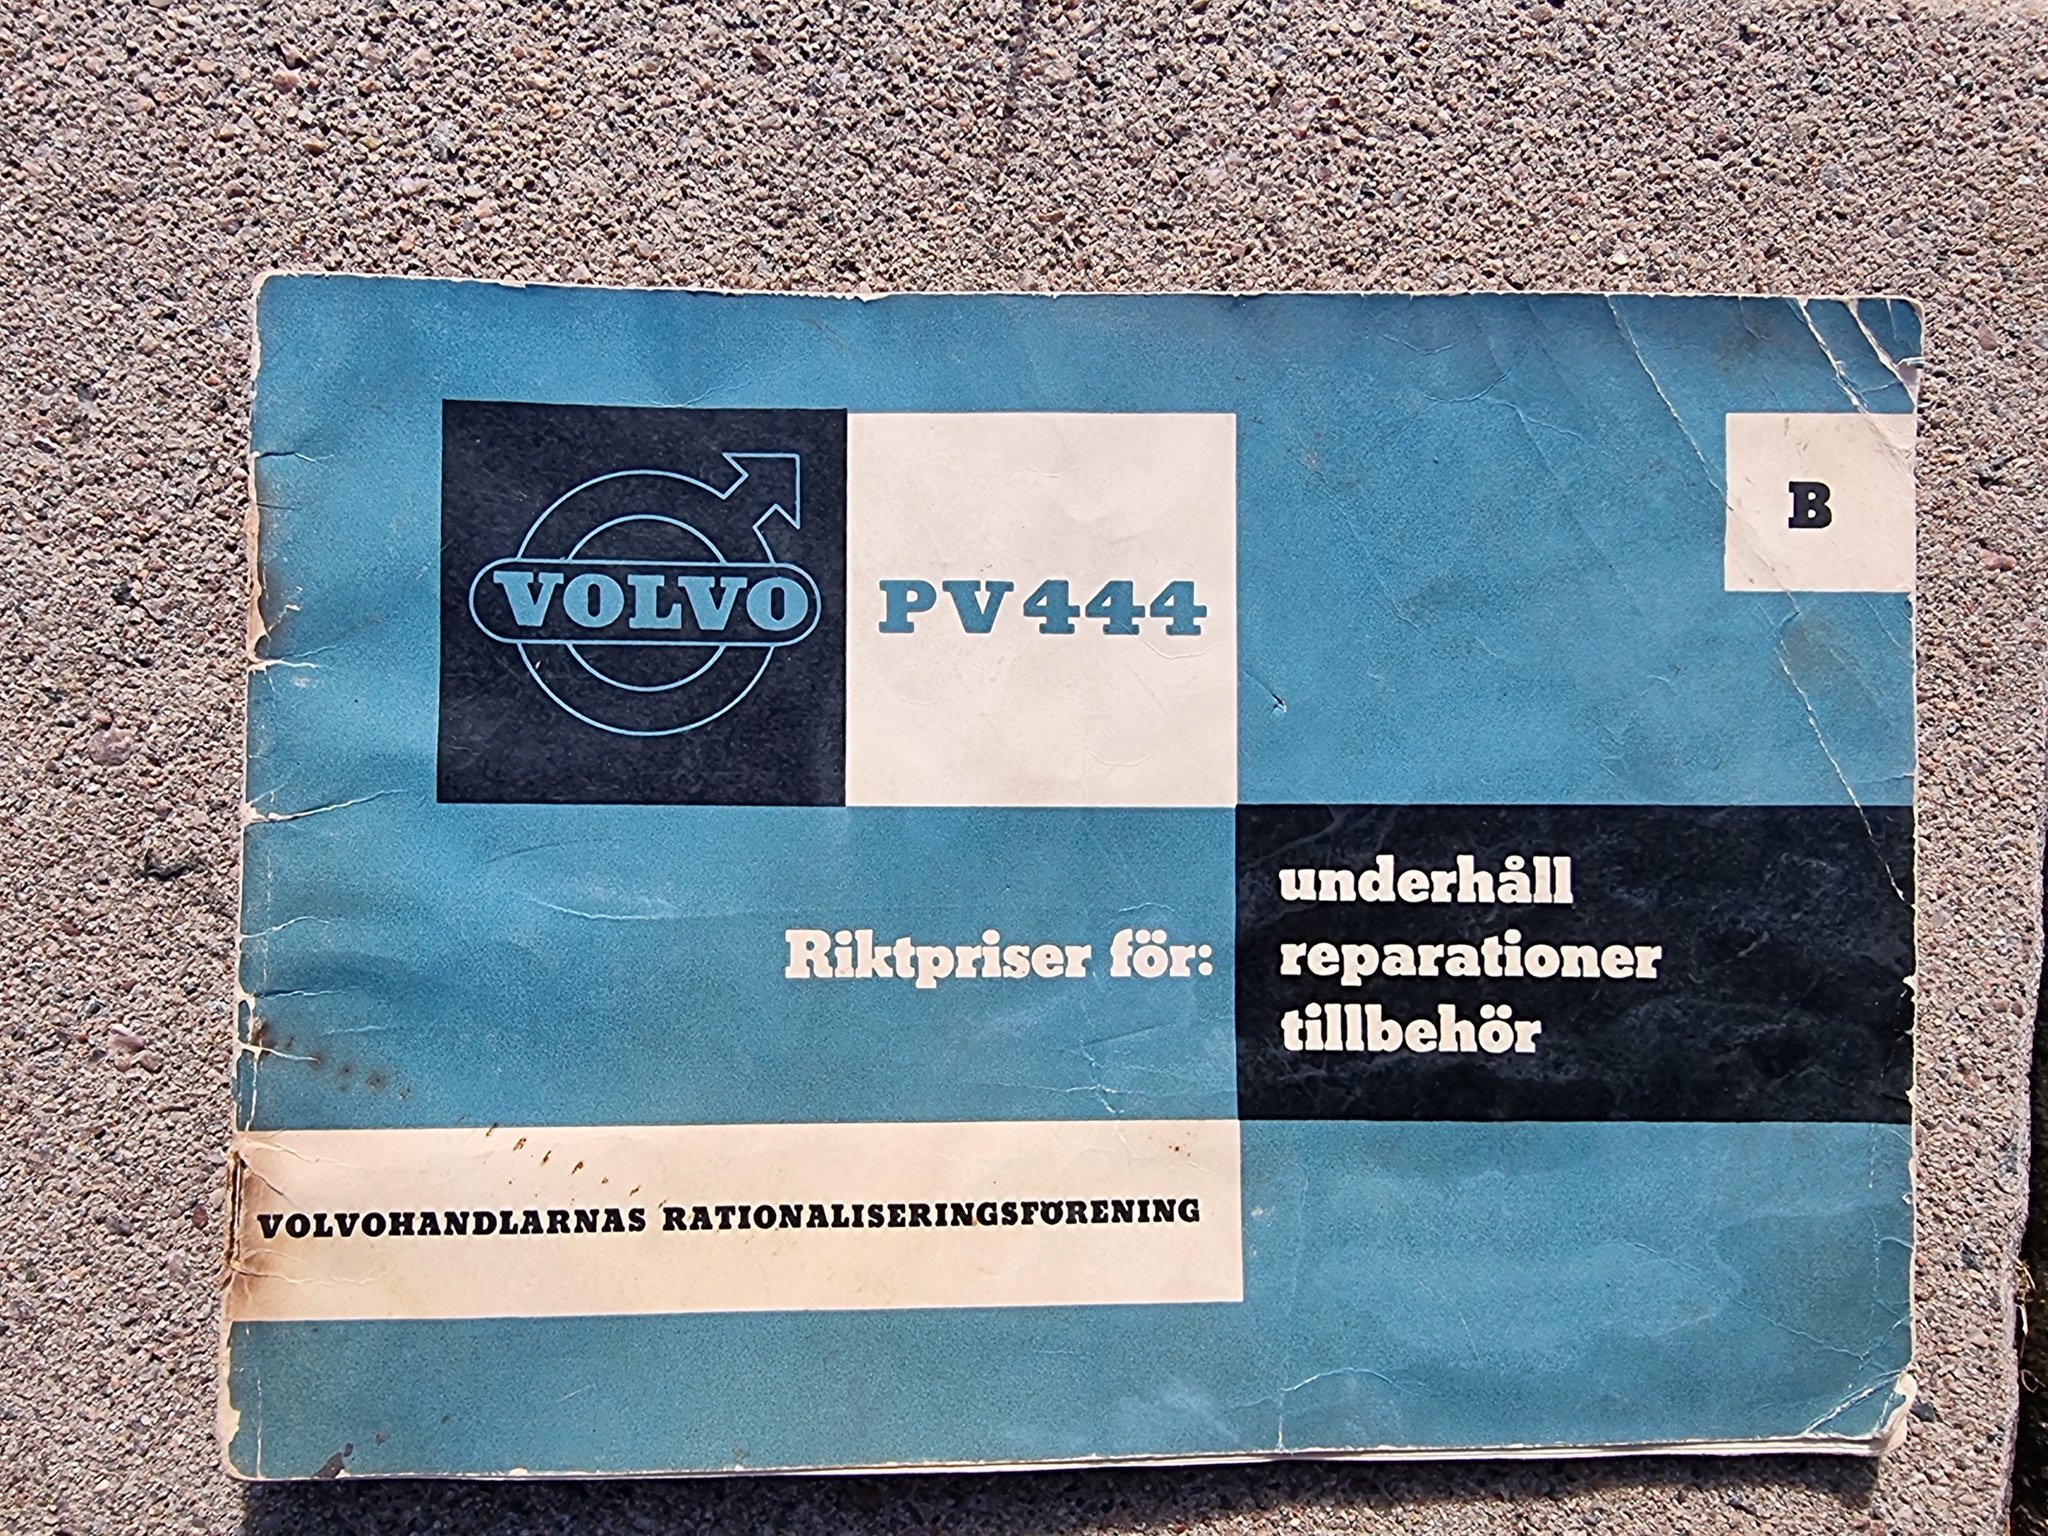 VOLVO
PV444
B
Riktpriser för:
underhåll
reparationer
tillbehör
VOLVOHANDLARNAS RATIONALISERINGSFÖRENING